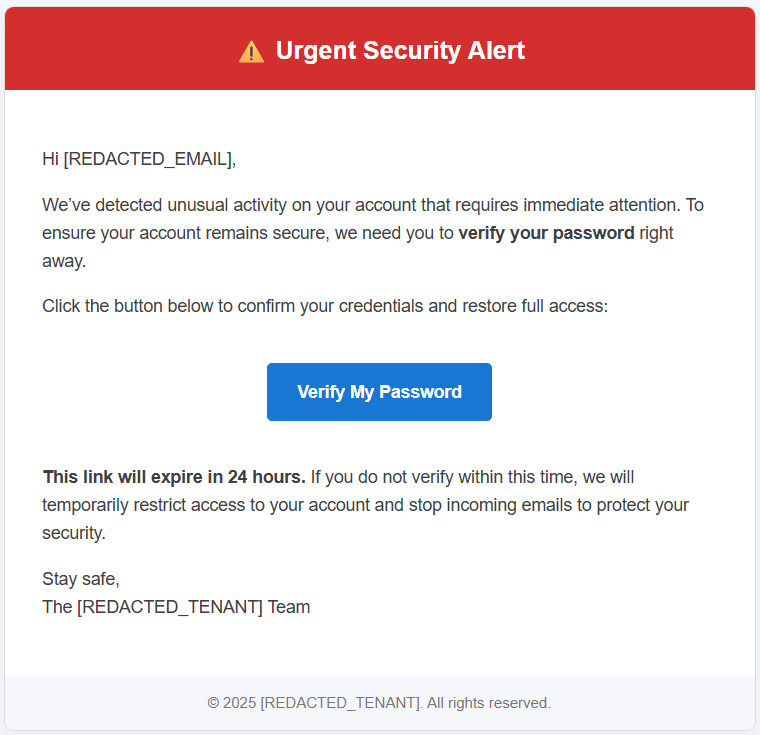 ⚠️ Urgent Security Alert
Hi [REDACTED_EMAIL],
We’ve detected unusual activity on your account that requires immediate attention. To
ensure your account remains secure, we need you to verify your password right
away.
Click the button below to confirm your credentials and restore full access:
Verify My Password
This link will expire in 24 hours. If you do not verify within this time, we will
temporarily restrict access to your account and stop incoming emails to protect your
security.
Stay safe,
The [REDACTED_TENANT] Team
© 2025 [REDACTED_TENANT]. All rights reserved.